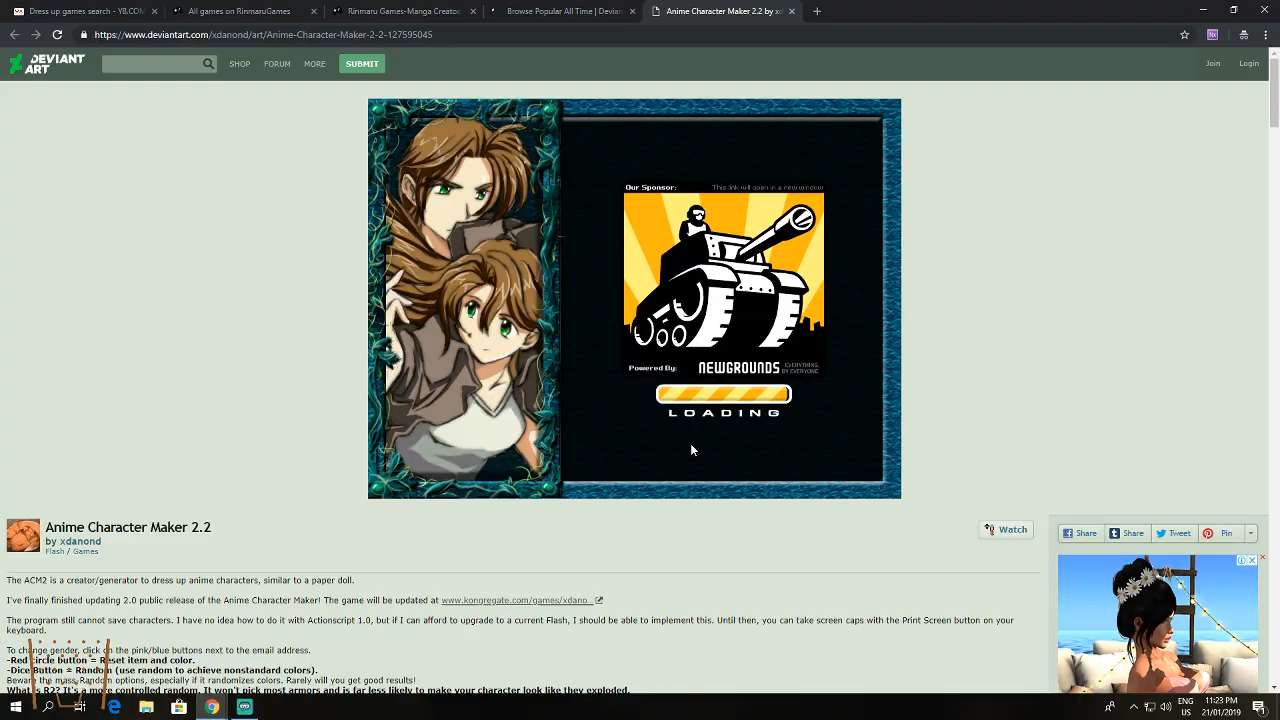 Dress up games search - Y8.COM
All games on RinmaruGames
Rinmaru Games-Manga Creator:
Browse Popular All Time | Deviant
Anime Character Maker 2.2 by xd
https://www.deviantart.com/xdanond/art/Anime-Character-Maker-2-2-127595045
DEVIANT ART
SHOP
FORUM
MORE
SUBMIT
Join
Login
Our Sponsor:
This link will open in a new window
Powered By:
NEWGROUNDS
EVERYTHING. BY EVERYONE.
LOADING
Anime Character Maker 2.2
by xdanond
Flash / Games
Watch
Share
Share
Tweet
Pin
The ACM2 is a creator/generator to dress up anime characters, similar to a paper doll.
I've finally finished updating 2.0 public release of the Anime Character Maker! The game will be updated at www.kongregate.com/games/xdano...
The program still cannot save characters. I have no idea how to do it with Actionscript 1.0, but if I can afford to upgrade to a current Flash, I should be able to implement this. Until then, you can take screen caps with the Print Screen button on your
keyboard.
To change gender, click on the pink/blue buttons next to the email address.
-Red circle button = Reset item and color.
-Dice Button = Random (use random to achieve nonstandard colors).
Beware the mass Random options, especially if it randomizes colors. Rarely will you get good results!
What is R2? It's a more controlled random. It won't pick most armors and is far less likely to make your character look like they exploded.
ENG
IS
11:23 PM
21/01/2019